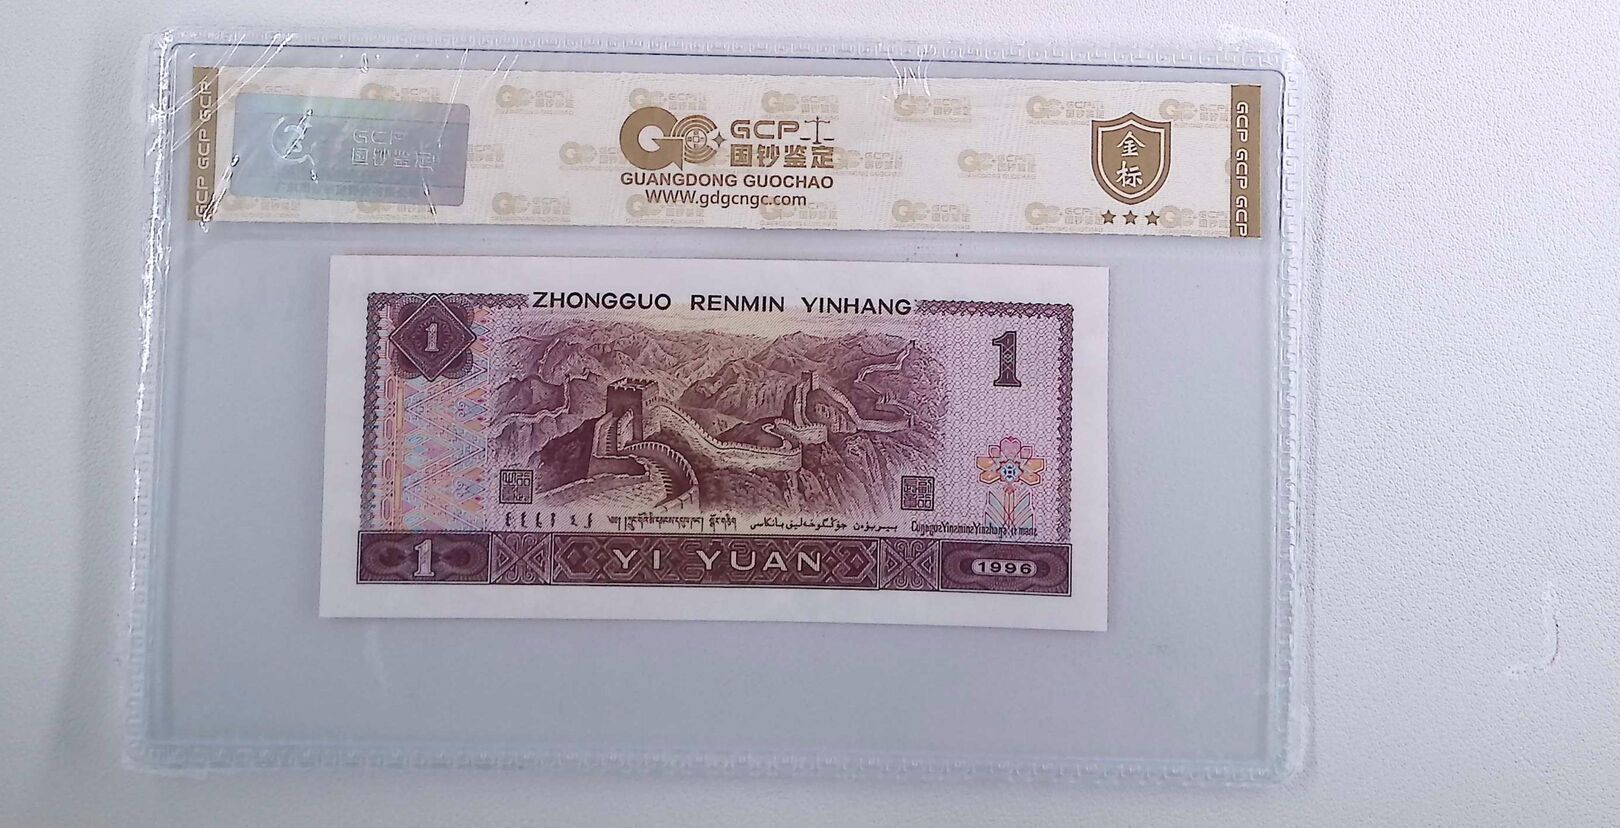 GCP
国钞鉴定
GCP
国钞鉴定
GUANGDONG GUOCHAO
WWW.gdgcngc.com
金标
GCP GCP GCP
GCP GCP GCP
ZHONGGUO RENMIN YINHANG
1
1
1
YI YUAN
1996